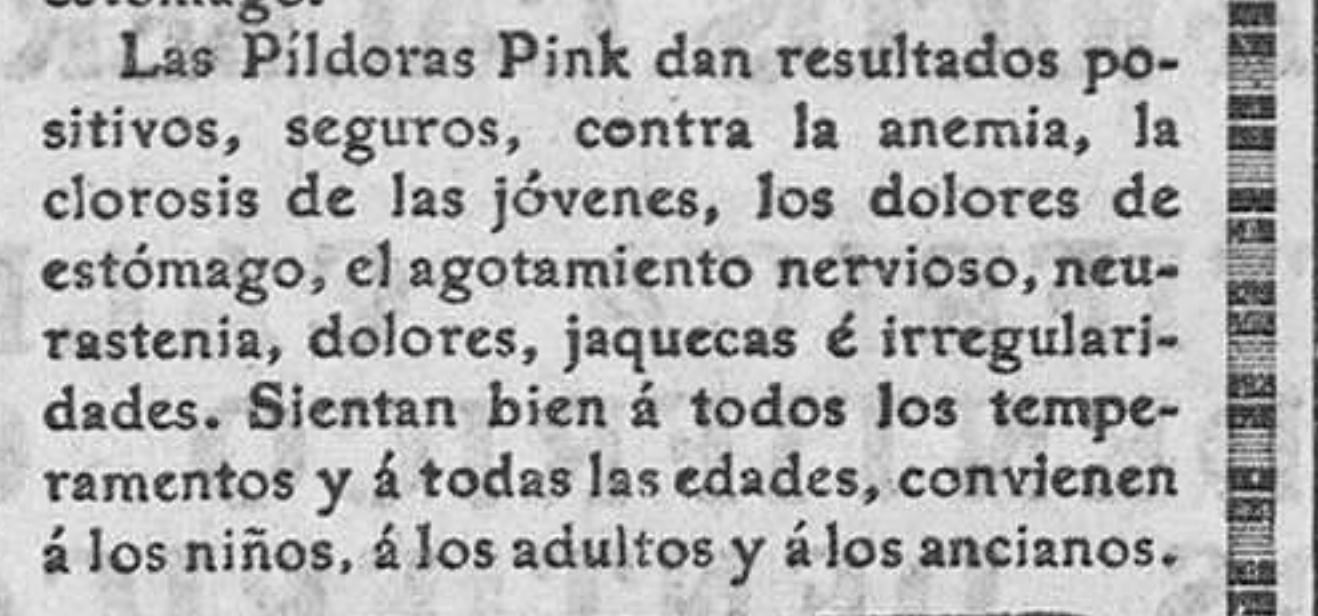 estómago.
Las Píldoras Pink dan resultados po-
sitivos, seguros, contra la anemia, la
clorosis de las jóvenes, los dolores de
estómago, el agotamiento nervioso, neu-
rastenia, dolores, jaquecas é irregulari-
dades. Sientan bien á todos los tempe-
ramentos y á todas las edades, convienen
á los niños, á los adultos y á los ancianos.